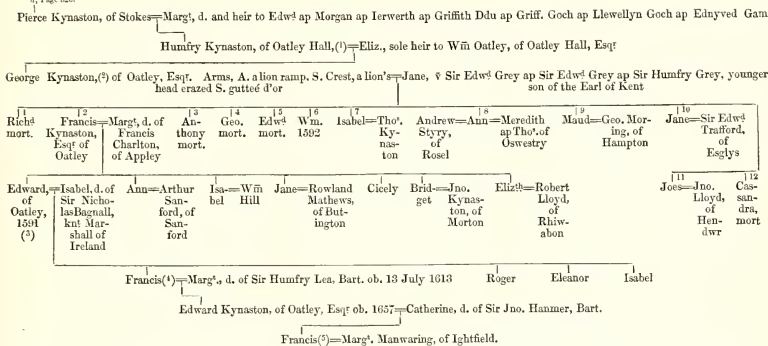 Pierce Kynaston, of Stokes=Margt, d. and heir to Edwd ap Morgan ap Ierwerth ap Griffith Ddu ap Griff. Goch ap Llewellyn Goch ap Ednyved Gam
Humfry Kynaston, of Oatley Hall,(1)=Eliz., sole heir to Wm Oatley, of Oatley Hall, Esqr
George Kynaston,(2) of Oatley, Esqr. Arms, A. a lion ramp. S. Crest, a lion's head erazed S. gutteé d'or=Jane, v̄ Sir Edwd Grey ap Sir Edwd Grey ap Sir Humfry Grey, younger son of the Earl of Kent
1 Richd mort.
2 Francis Kynaston, Esqr of Oatley=Margt, d. of Francis Charlton, of Appley
3 Anthony mort.
4 Geo. mort.
5 Edwd mort.
6 Wm. 1592
7 Isabel=Thos. Kynaston
Andrew Styry, of Rosel=8 Ann=Meredith ap Thos. of Oswestry
9 Maud=Geo. Moring, of Hampton
10 Jane=Sir Edwd Trafford, of Esglys
11 Joes=Jno. Lloyd, of Hendwr
12 Cassandra, mort
Edward, of Oatley, 1591 (3)=Isabel, d. of Sir Nicholas Bagnall, knt Marshall of Ireland
Ann=Arthur Sanford, of Sanford
Isabel=Wm Hill
Jane=Rowland Mathews, of Buttington
Cicely
Bridget=Jno. Kynaston, of Morton
Elizth=Robert Lloyd, of Rhiwabon
Francis(4)=Margt., d. of Sir Humfry Lea, Bart. ob. 13 July 1613 Roger Eleanor Isabel
Edward Kynaston, of Oatley, Esqr ob. 1657=Catherine, d. of Sir Jno. Hanmer, Bart.
Francis(5)=Margt. Manwaring, of Ightfield.